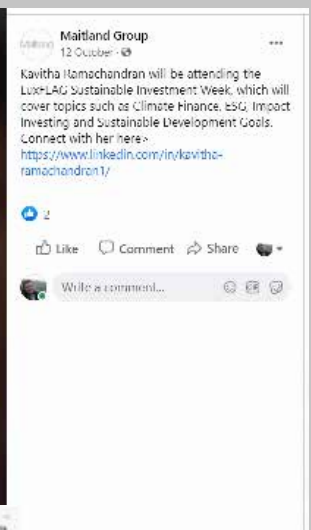 Maitland Group
12 October ·
Kavitha Ramachandran will be attending the
LuxFLAG Sustainable Investment Week, which will
cover topics such as Climate Finance, ESG, Impact
Investing and Sustainable Development Goals.
Connect with her here>
https://www.linkedin.com/in/kavitha-
ramachandran1/
2
Like Comment Share
Write a comment...